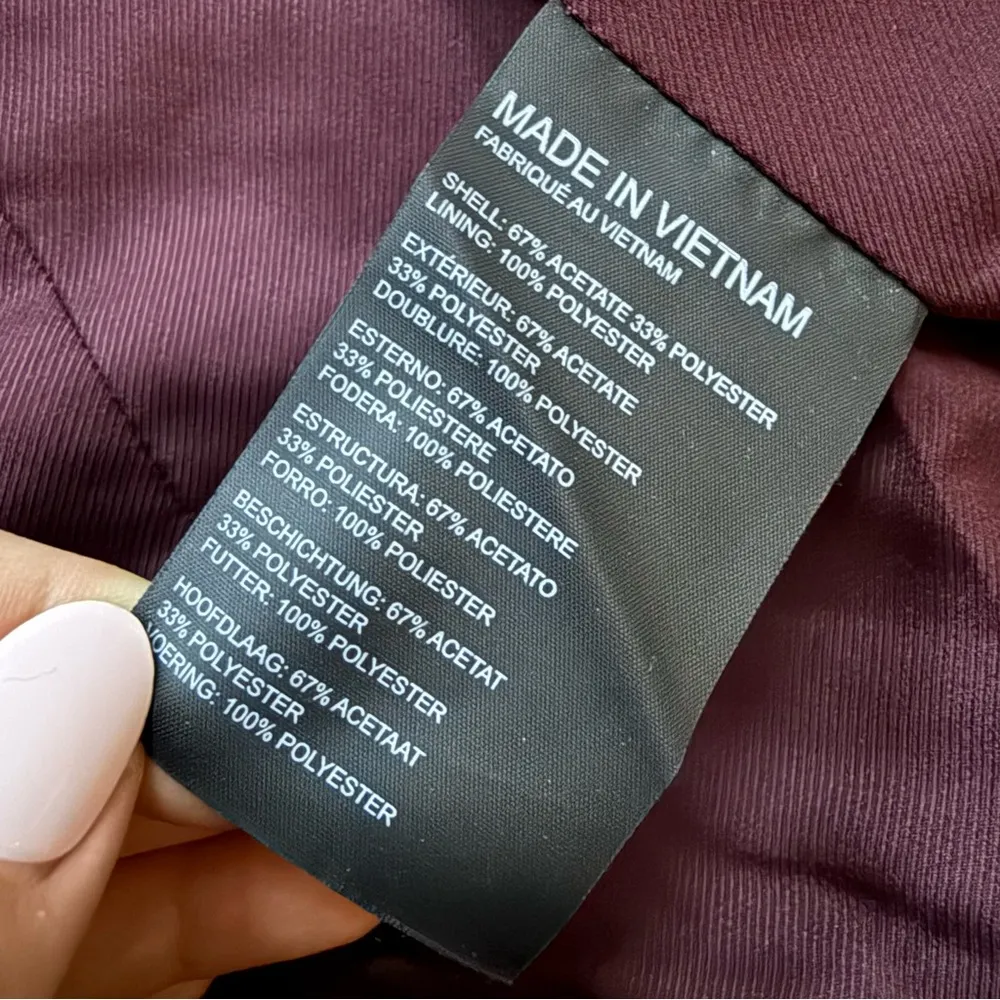 MADE IN VIETNAM
FABRIQUÉ AU VIETNAM
SHELL: 67% ACETATE 33% POLYESTER
LINING: 100% POLYESTER
EXTÉRIEUR: 67% ACETATE
33% POLYESTER
DOUBLURE: 100% POLYESTER
ESTERNO: 67% ACETATO
33% POLIESTERE
FODERA: 100% POLIESTERE
ESTRUCTURA: 67% ACETATO
33% POLIESTER
FORRO: 100% POLIESTER
BESCHICHTUNG: 67% ACETAT
33% POLYESTER
FUTTER: 100% POLYESTER
HOOFDLAAG: 67% ACETAAT
33% POLYESTER
VOERING: 100% POLYESTER